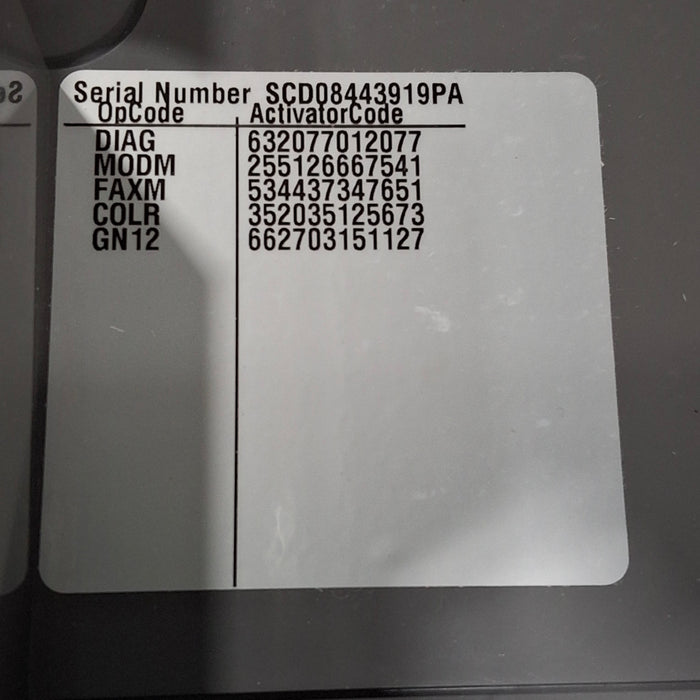 Serial Number SCD08443919PA
OpCode ActivatorCode
DIAG 632077012077
MODM 255126667541
FAXM 534437347651
COLR 352035125673
GN12 662703151127